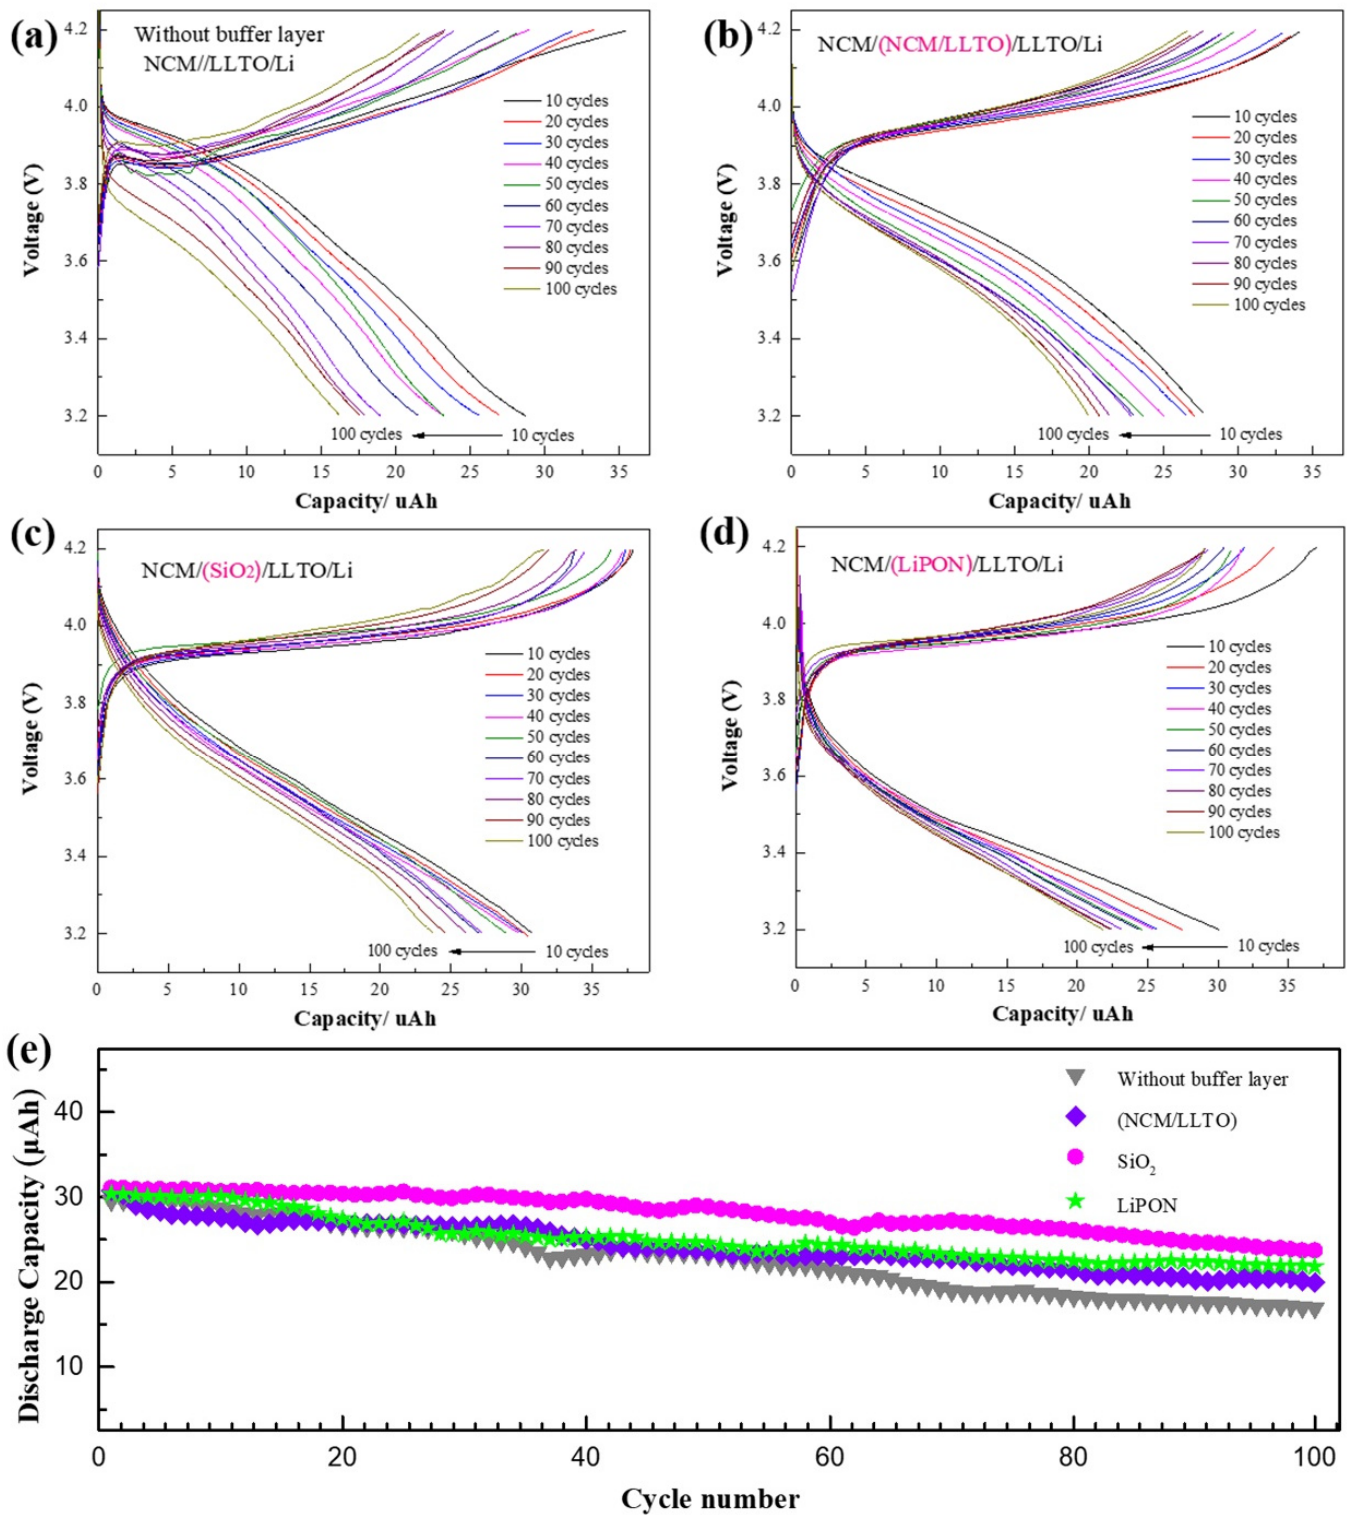 (a)
Without buffer layer
NCM//LLTO/Li
4.2
4.0
3.8
3.6
3.4
3.2
Voltage (V)
10 cycles
20 cycles
30 cycles
40 cycles
50 cycles
60 cycles
70 cycles
80 cycles
90 cycles
100 cycles
100 cycles
10 cycles
0 5 10 15 20 25 30 35
Capacity/ uAh
(b)
NCM/(NCM/LLTO)/LLTO/Li
4.2
4.0
3.8
3.6
3.4
3.2
Voltage (V)
10 cycles
20 cycles
30 cycles
40 cycles
50 cycles
60 cycles
70 cycles
80 cycles
90 cycles
100 cycles
100 cycles
10 cycles
0 5 10 15 20 25 30 35
Capacity/ uAh
(c)
NCM/(SiO2)/LLTO/Li
4.2
4.0
3.8
3.6
3.4
3.2
Voltage (V)
10 cycles
20 cycles
30 cycles
40 cycles
50 cycles
60 cycles
70 cycles
80 cycles
90 cycles
100 cycles
100 cycles
10 cycles
0 5 10 15 20 25 30 35
Capacity/ uAh
(d)
NCM/(LiPON)/LLTO/Li
4.2
4.0
3.8
3.6
3.4
3.2
Voltage (V)
10 cycles
20 cycles
30 cycles
40 cycles
50 cycles
60 cycles
70 cycles
80 cycles
90 cycles
100 cycles
100 cycles
10 cycles
0 5 10 15 20 25 30 35
Capacity/ uAh
(e)
40
30
20
10
Discharge Capacity (μAh)
Without buffer layer
(NCM/LLTO)
SiO₂
LiPON
0 20 40 60 80 100
Cycle number